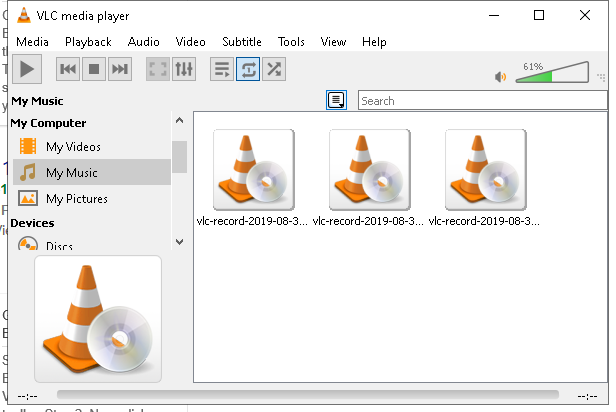 VLC media player
Media Playback Audio Video Subtitle Tools View Help
61%
My Music
Search
My Computer
My Videos
My Music
My Pictures
Devices
Discs
vlc-record-2019-08-3... vlc-record-2019-08-3... vlc-record-2019-08-3...
--:-- --:--